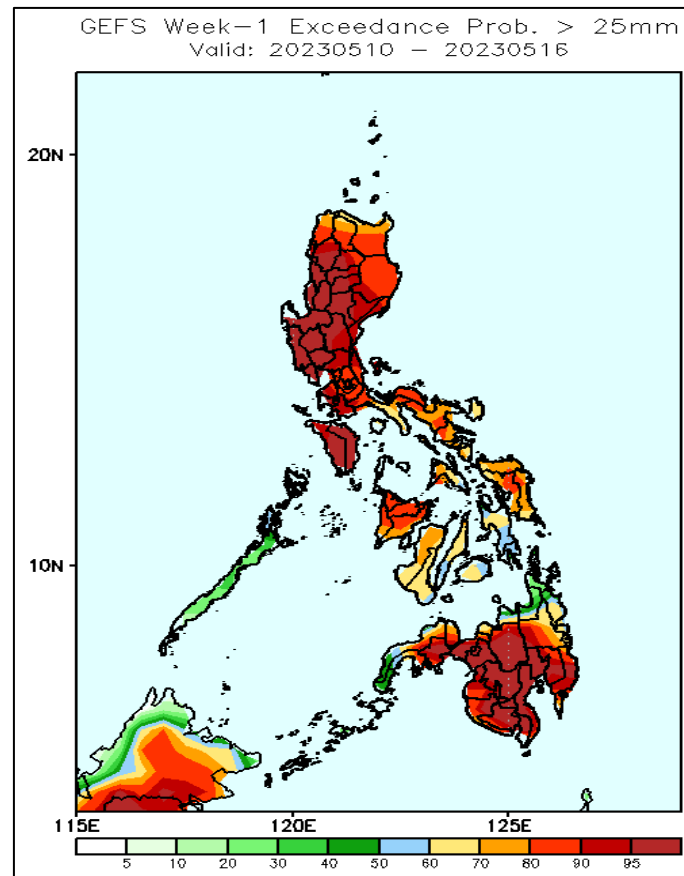 GEFS Week-1 Exceedance Prob. > 25mm
Valid: 20230510 - 20230516
20N
10N
115E 120E 125E
5 10 20 30 40 50 60 70 80 90 95